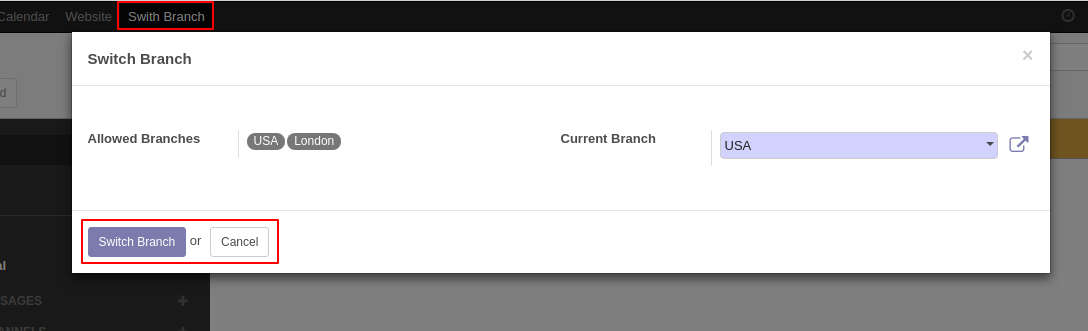 Calendar Website Swith Branch
Switch Branch ×
d
Allowed Branches USA London Current Branch USA
Switch Branch or Cancel
al
SAGES
ANNELS